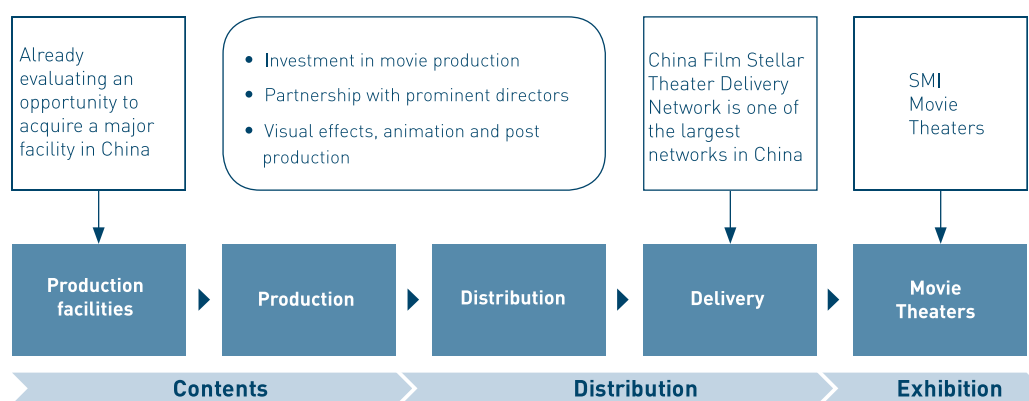 Already
evaluating an
opportunity to
acquire a major
facility in China
• Investment in movie production
• Partnership with prominent directors
• Visual effects, animation and post
production
China Film Stellar
Theater Delivery
Network is one of
the largest
networks in China
SMI
Movie
Theaters
Production
facilities
Production
Distribution
Delivery
Movie
Theaters
Contents
Distribution
Exhibition